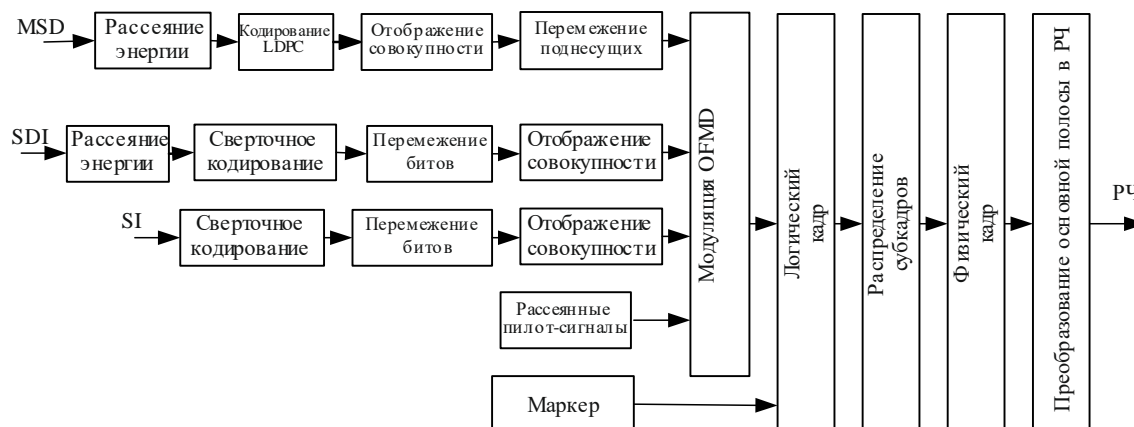 MSD
Рассеяние
энергии
Кодирование
LDPC
Отображение
совокупности
Перемежение
поднесущих
SDI
Рассеяние
энергии
Сверточное
кодирование
Перемежение
битов
Отображение
совокупности
SI
Сверточное
кодирование
Перемежение
битов
Отображение
совокупности
Рассеянные
пилот-сигналы
Маркер
Модуляция OFMD
Логический
кадр
Распределение
субкадров
Физический
кадр
Преобразование основной полосы в РЧ
РЧ